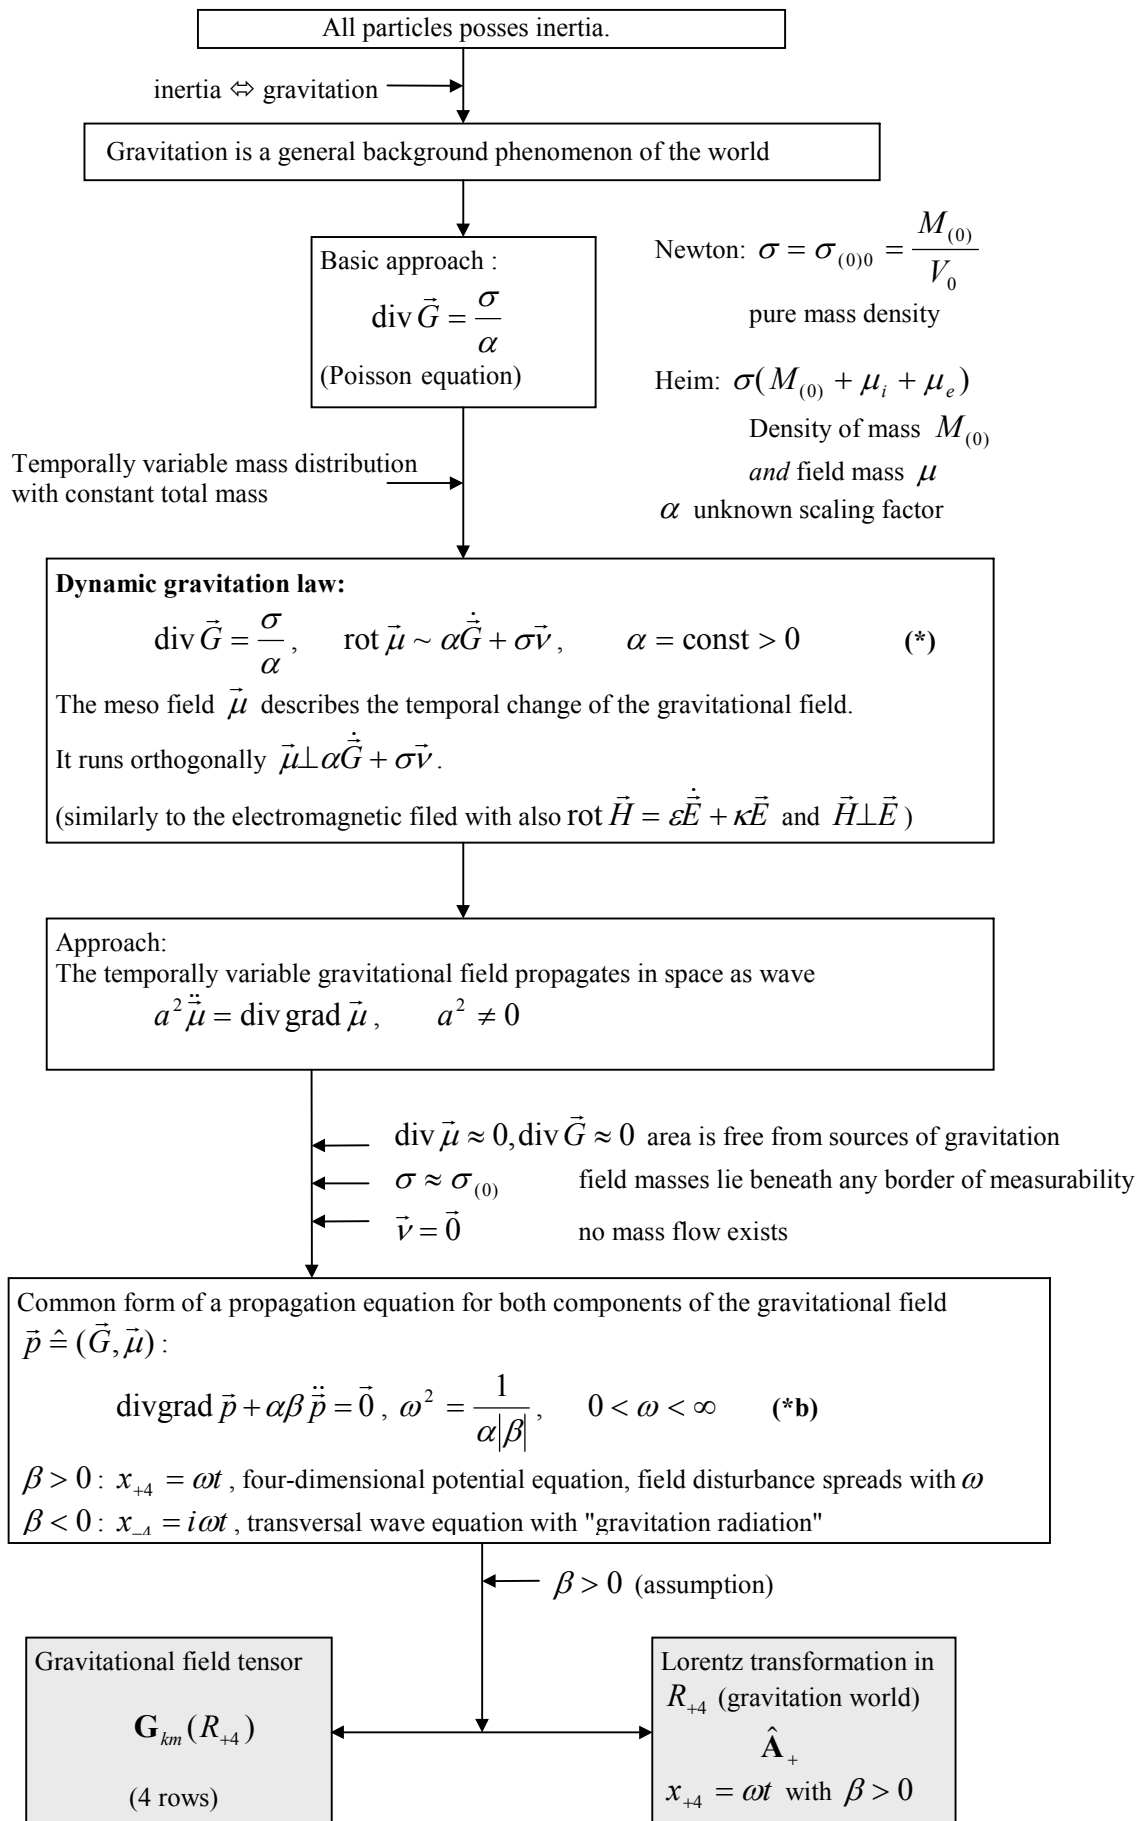 All particles posses inertia.
inertia ⇔ gravitation
Gravitation is a general background phenomenon of the world
Basic approach :
div G⃗ = σ/α
(Poisson equation)
Newton: σ = σ₍₀₎₀ = M₍₀₎/V₀
pure mass density
Heim: σ(M₍₀₎ + μᵢ + μₑ)
Density of mass M₍₀₎
and field mass μ
α unknown scaling factor
Temporally variable mass distribution
with constant total mass
Dynamic gravitation law:
div G⃗ = σ/α, rot μ⃗ ~ αG⃗̇ + σv⃗, α = const > 0 (*)
The meso field μ⃗ describes the temporal change of the gravitational field.
It runs orthogonally μ⃗⊥αG⃗̇ + σv⃗.
(similarly to the electromagnetic filed with also rot H⃗ = εE⃗̇ + κE⃗ and H⃗⊥E⃗)
Approach:
The temporally variable gravitational field propagates in space as wave
a² μ⃗̈ = div grad μ⃗, a² ≠ 0
div μ⃗ ≈ 0, div G⃗ ≈ 0 area is free from sources of gravitation
σ ≈ σ₍₀₎ field masses lie beneath any border of measurability
v⃗ = 0⃗ no mass flow exists
Common form of a propagation equation for both components of the gravitational field
p⃗ ≙ (G⃗, μ⃗) :
divgrad p⃗ + αβ p⃗̈ = 0⃗, ω² = 1/(α|β|), 0 < ω < ∞ (*b)
β > 0 : x₊₄ = ωt , four-dimensional potential equation, field disturbance spreads with ω
β < 0 : x₋₄ = iωt , transversal wave equation with "gravitation radiation"
β > 0 (assumption)
Gravitational field tensor
G_km(R₊₄)
(4 rows)
Lorentz transformation in
R₊₄ (gravitation world)
Â₊
x₊₄ = ωt with β > 0